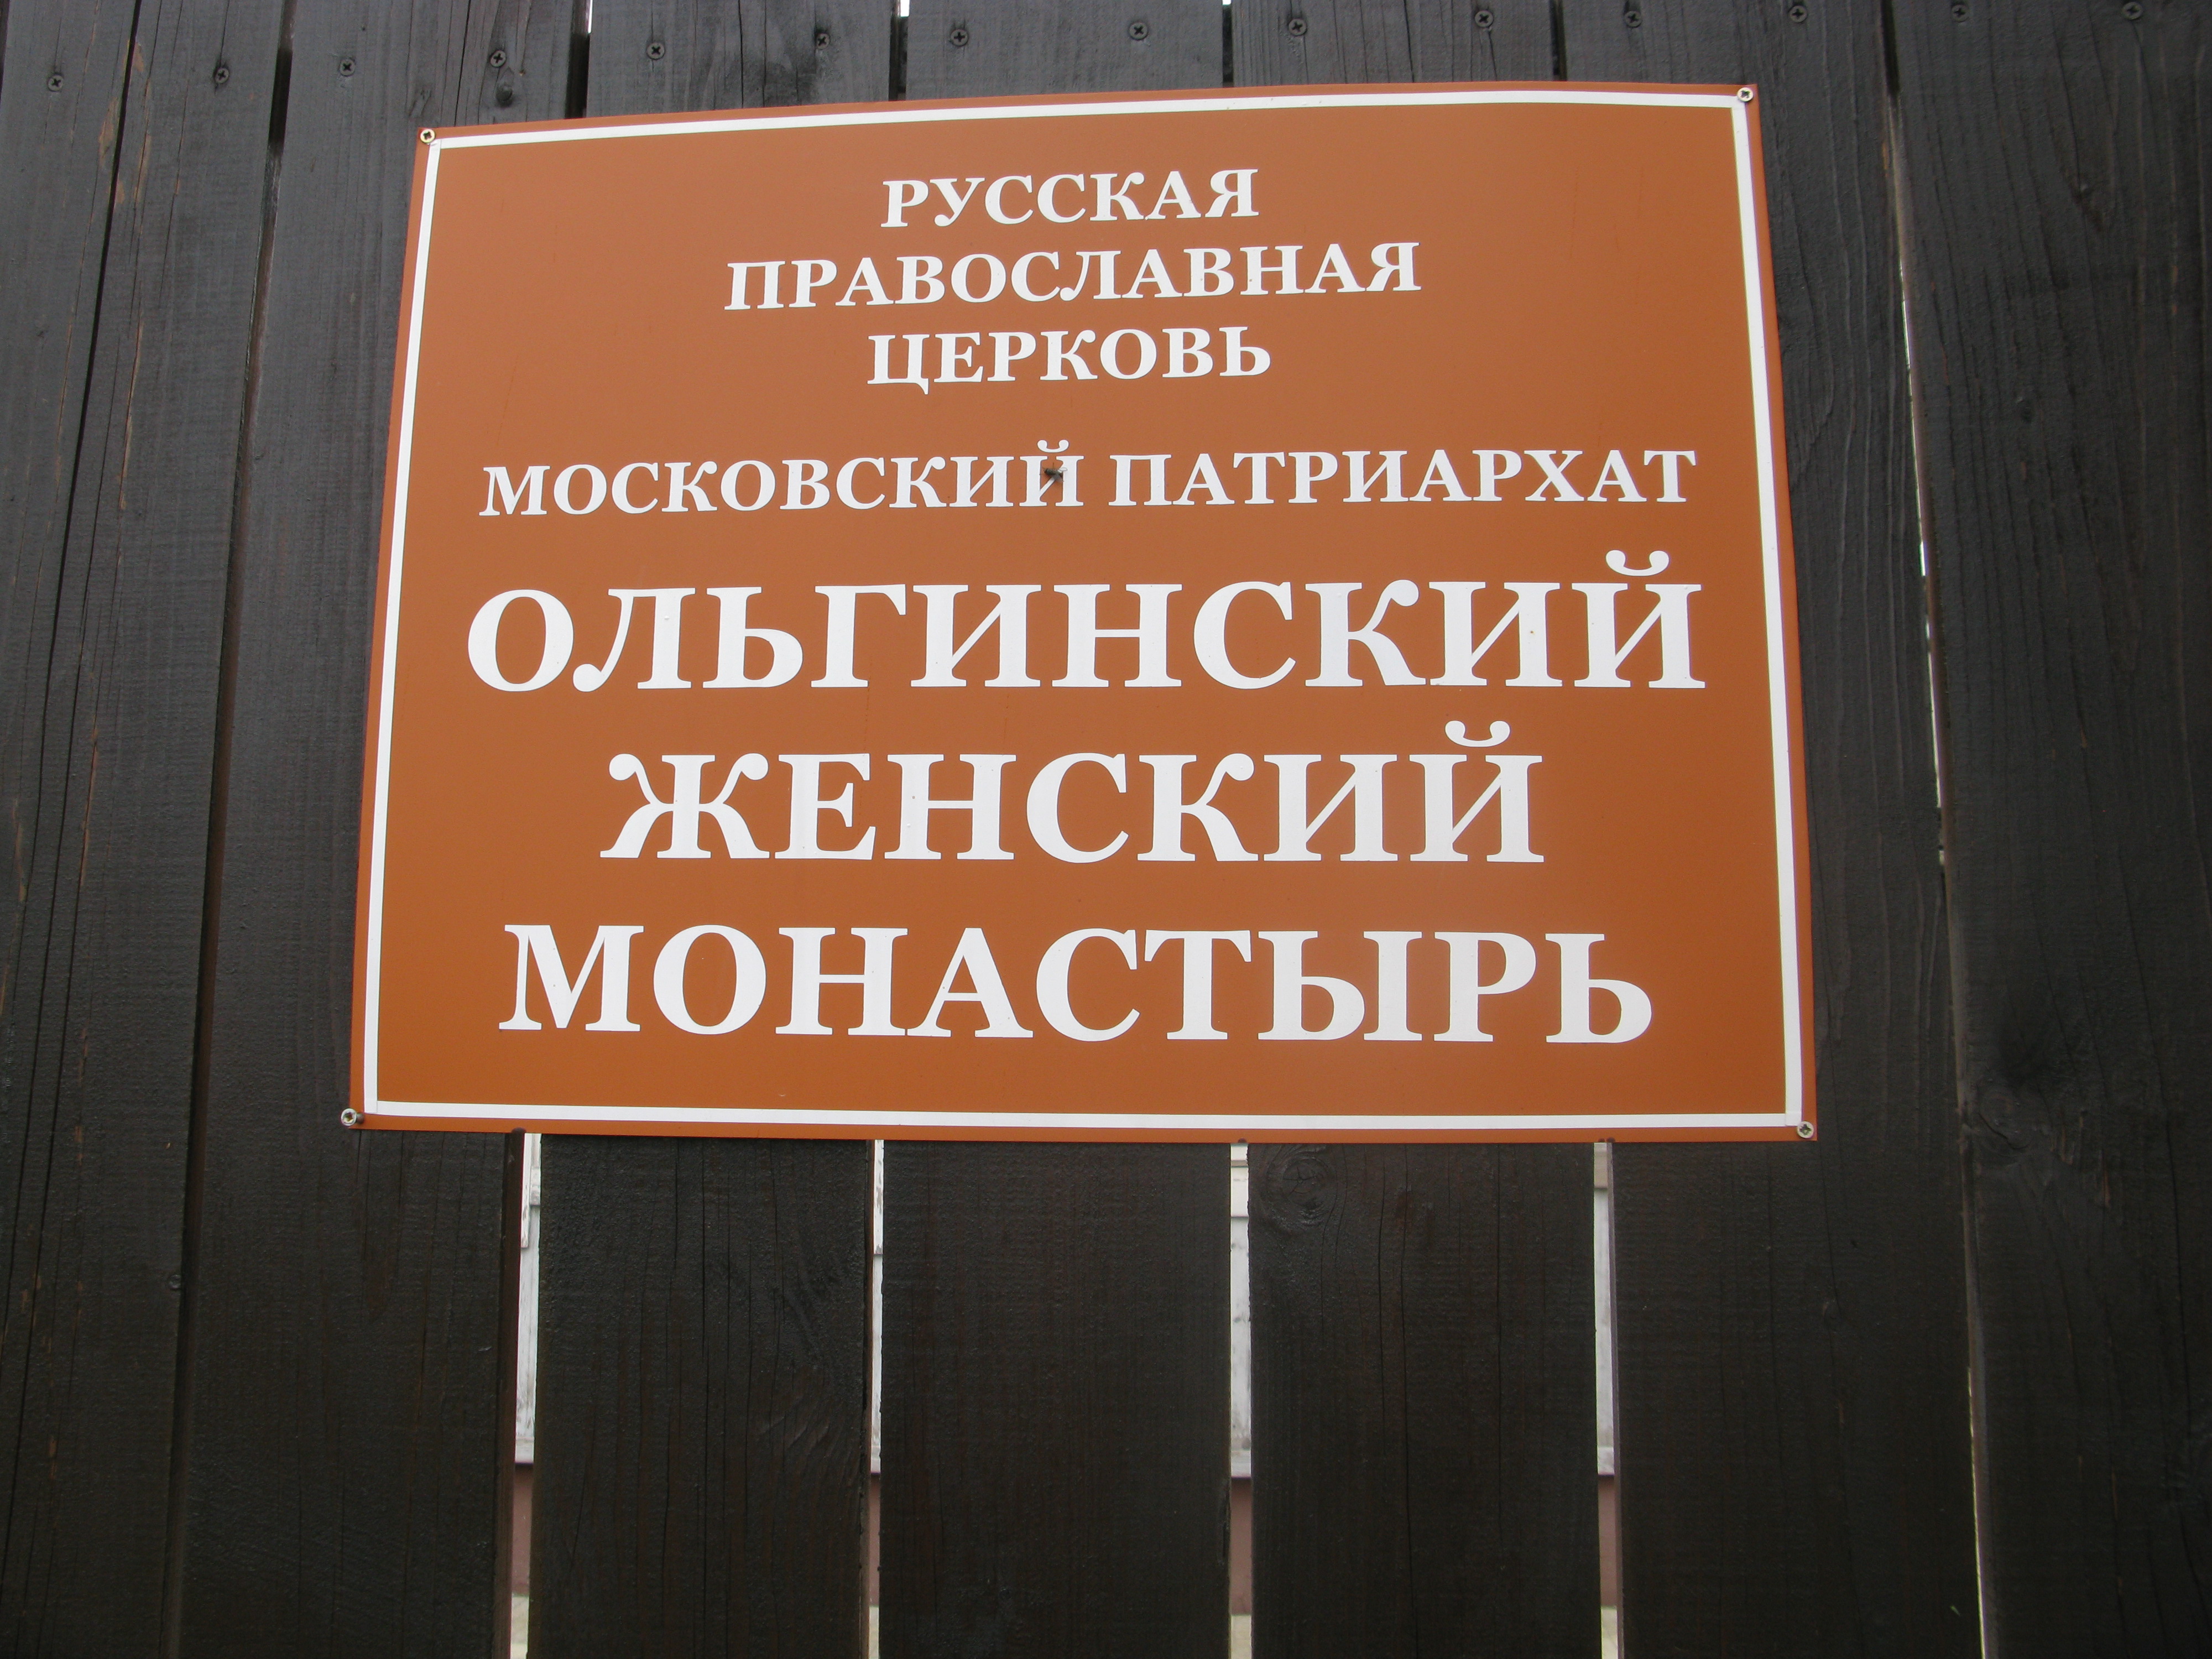 РУССКАЯ
ПРАВОСЛАВНАЯ
ЦЕРКОВЬ
МОСКОВСКИЙ ПАТРИАРХАТ
ОЛЬГИНСКИЙ
ЖЕНСКИЙ
МОНАСТЫРЬ